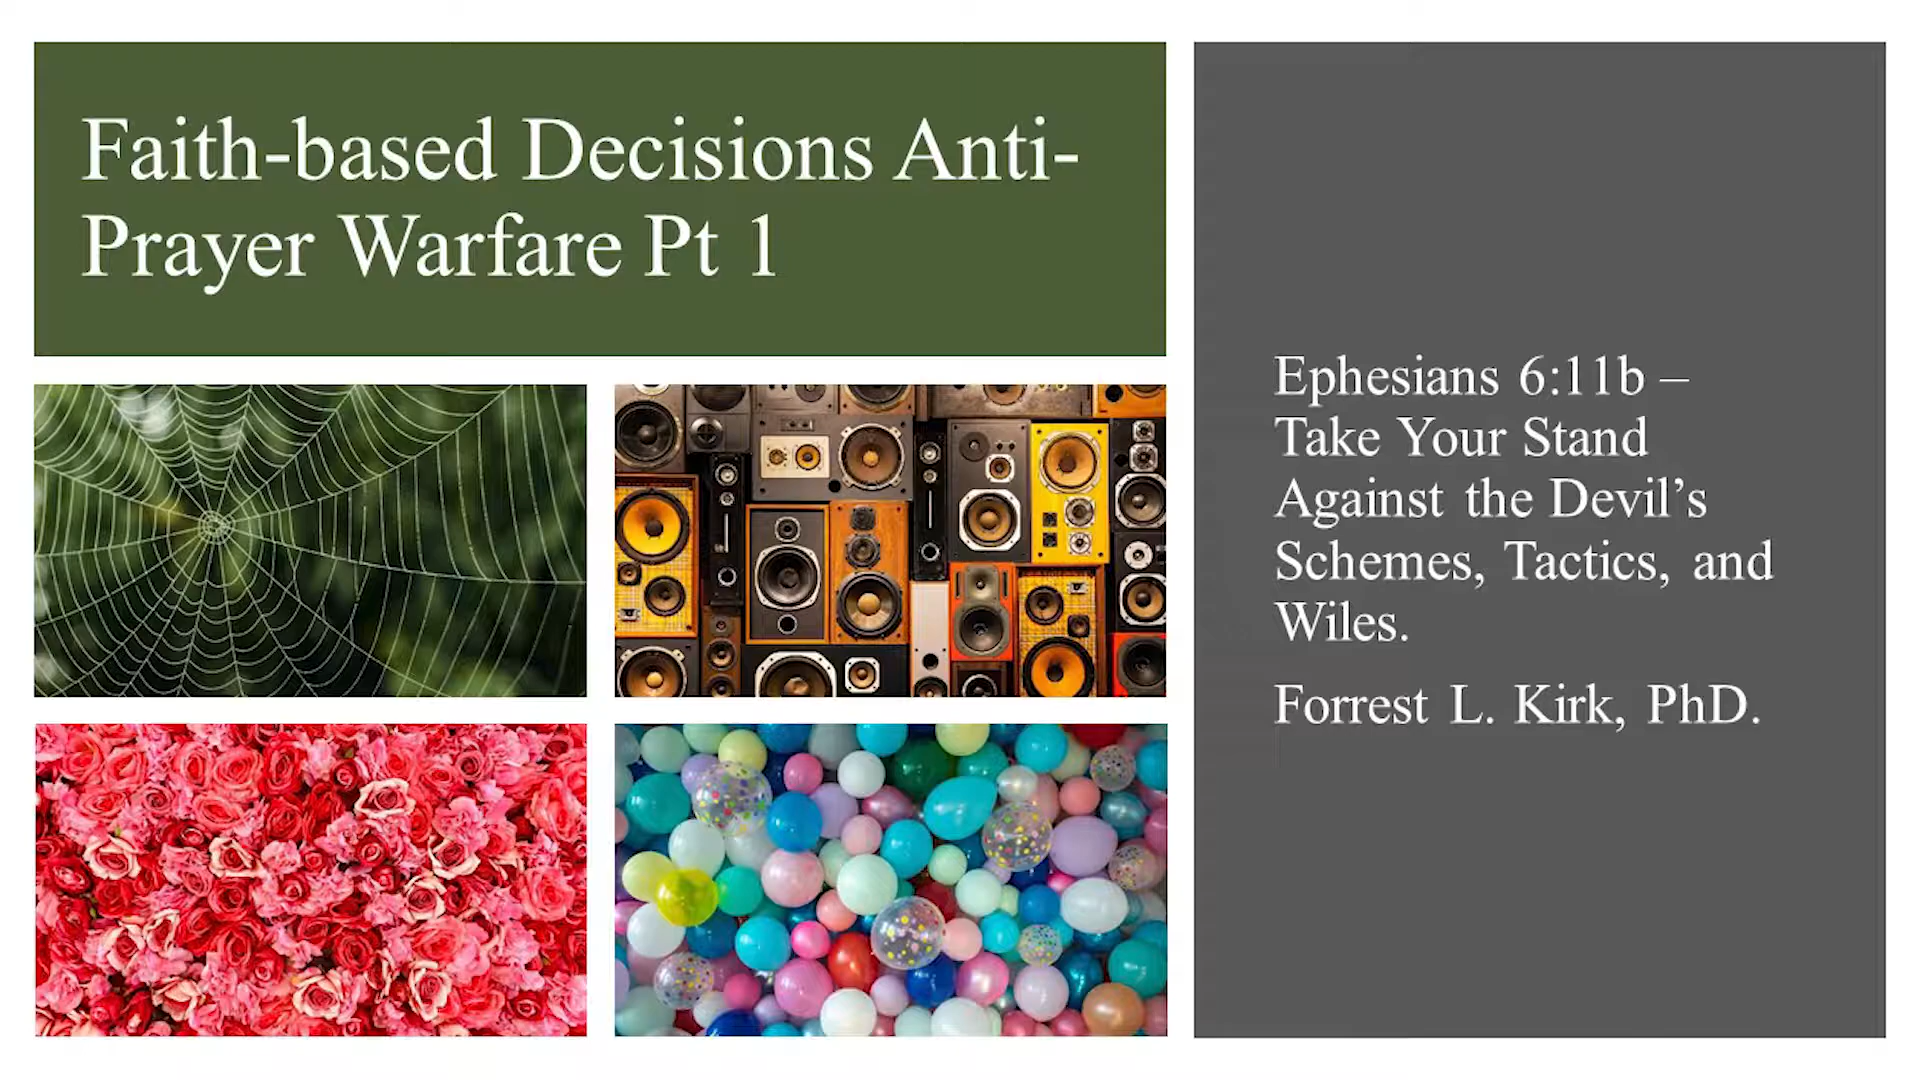 Faith-based Decisions Anti-
Prayer Warfare Pt 1
Ephesians 6:11b –
Take Your Stand
Against the Devil’s
Schemes, Tactics, and
Wiles.
Forrest L. Kirk, PhD.